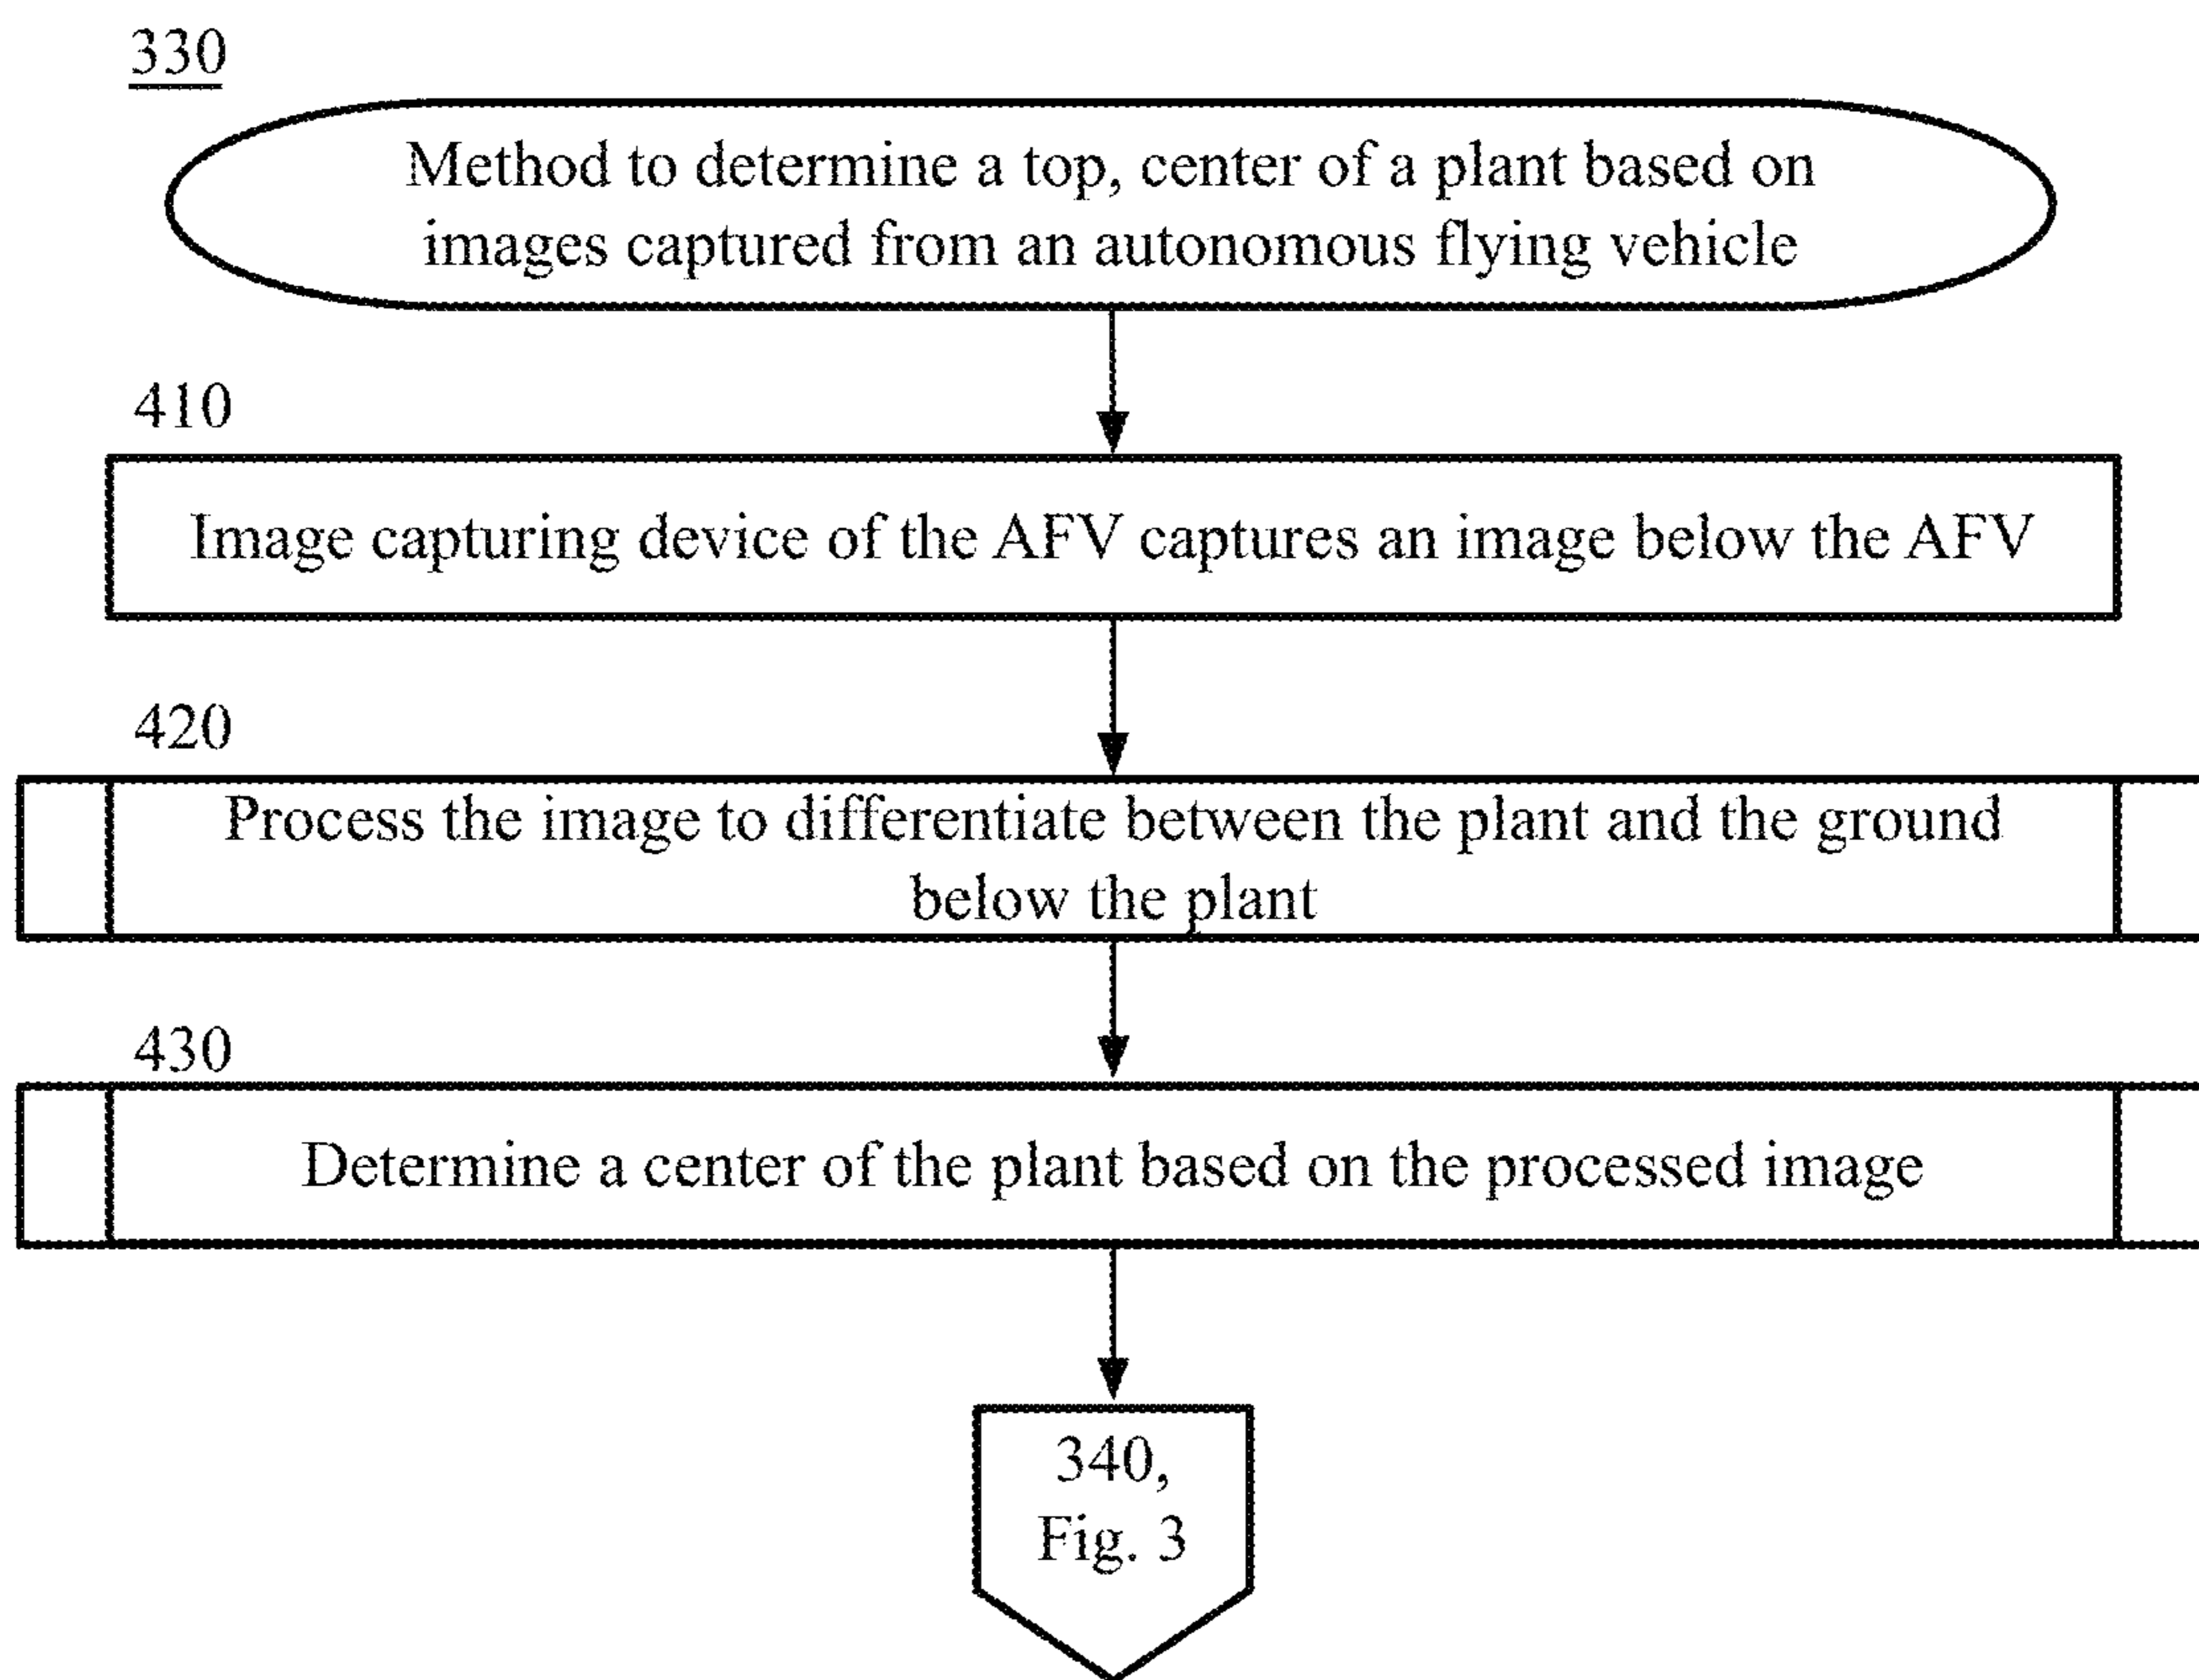 330
Method to determine a top, center of a plant based on
images captured from an autonomous flying vehicle
410
Image capturing device of the AFV captures an image below the AFV
420
Process the image to differentiate between the plant and the ground
below the plant
430
Determine a center of the plant based on the processed image
340,
Fig. 3